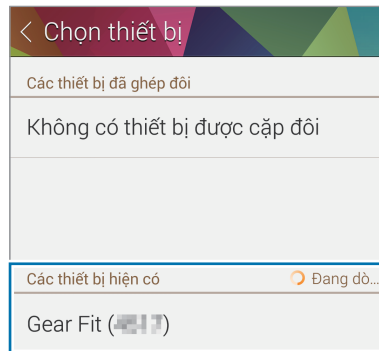 Chọn thiết bị
Các thiết bị đã ghép đôi
Không có thiết bị được cặp đôi
Các thiết bị hiện có Đang dò...
Gear Fit ( )